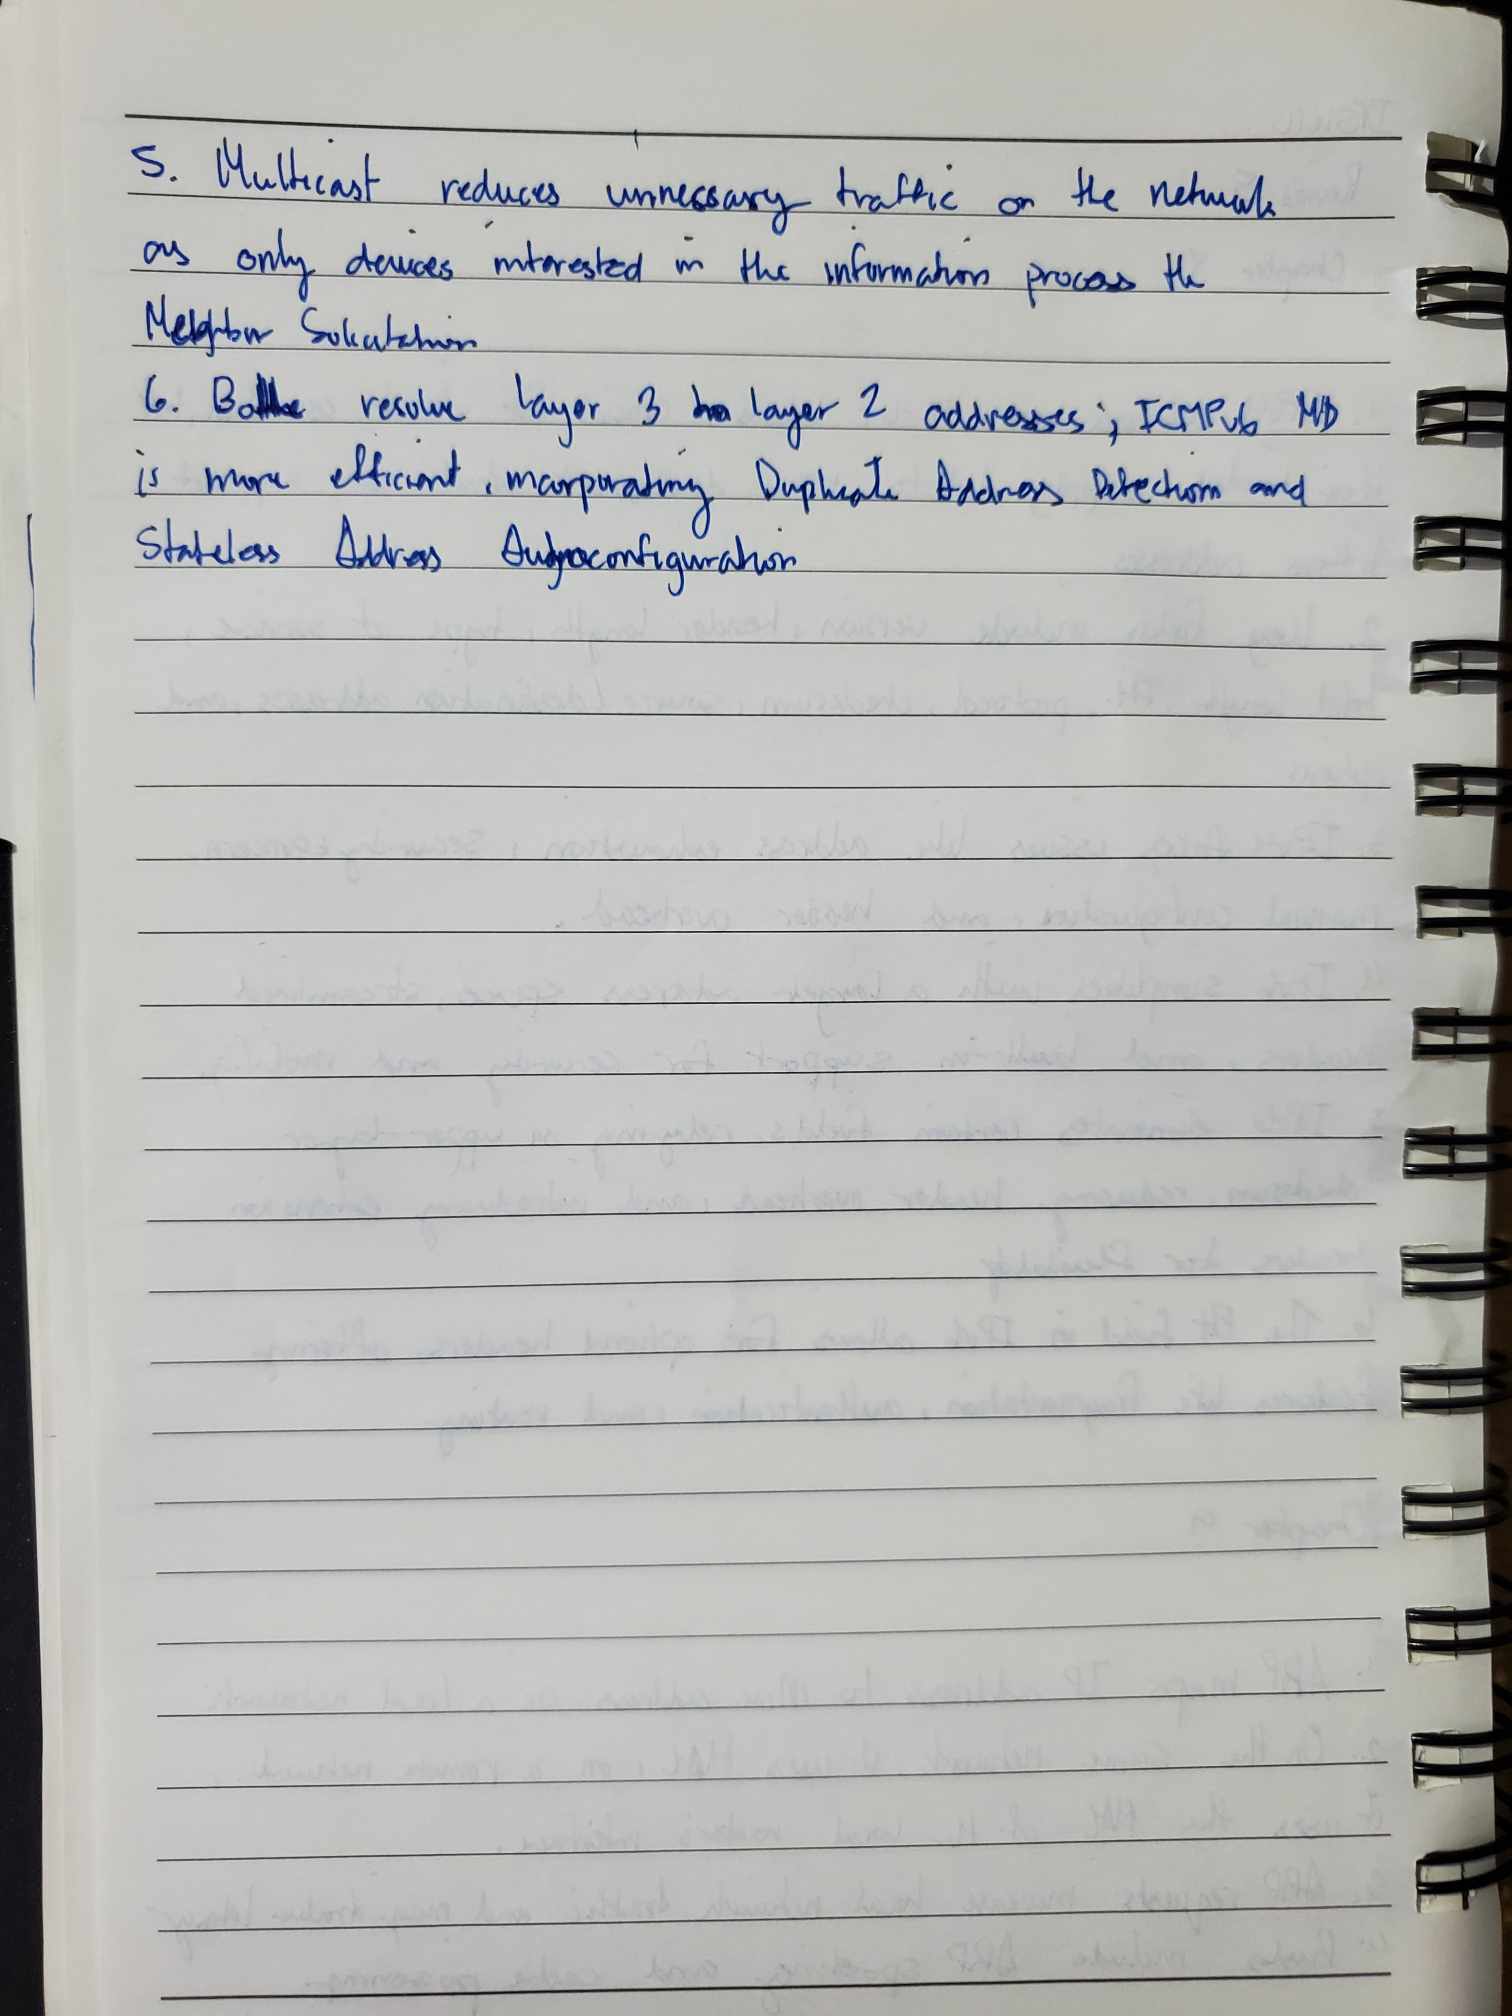 5. Multicast reduces unnessary traffic on the network
as only devices interested in the information process the
Neighbor Solicitation
6. Both resolve layer 3 to layer 2 addresses; ICMPv6 ND
is more efficient, incorporating Duplicate Address Detection and
Stateless Address Autoconfiguration